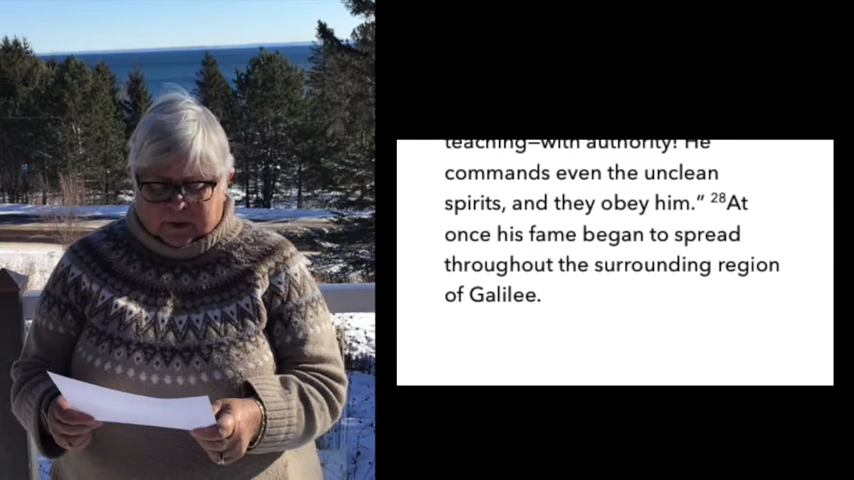 teaching—with authority! He
commands even the unclean
spirits, and they obey him.” ²⁸At
once his fame began to spread
throughout the surrounding region
of Galilee.